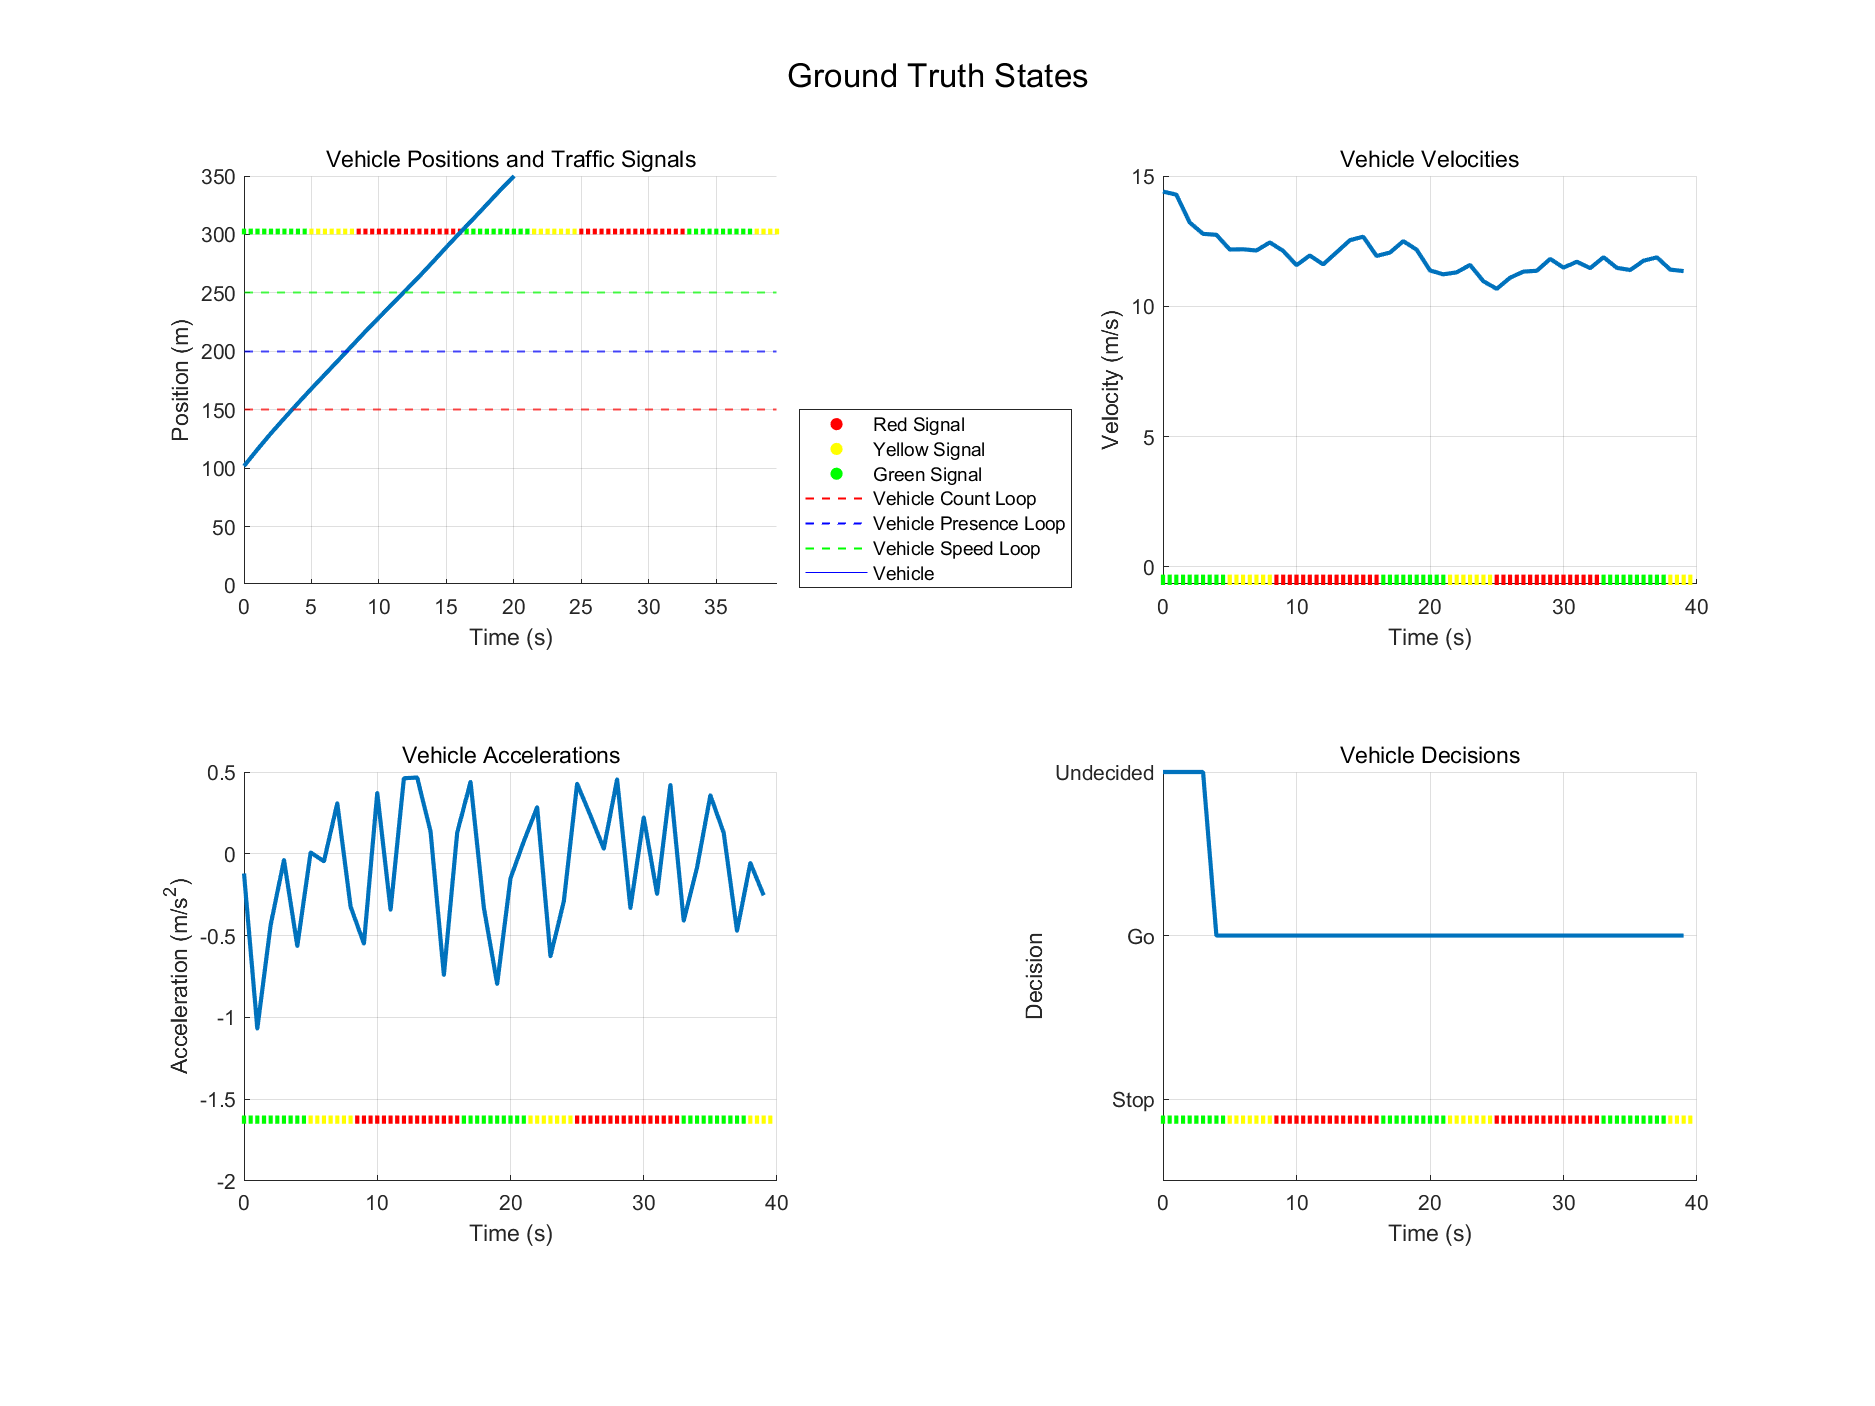 Ground Truth States
Vehicle Positions and Traffic Signals
350
300
250
200
150
100
50
0
Position (m)
0 5 10 15 20 25 30 35
Time (s)
Red Signal
Yellow Signal
Green Signal
Vehicle Count Loop
Vehicle Presence Loop
Vehicle Speed Loop
Vehicle
Vehicle Velocities
15
10
5
0
Velocity (m/s)
0 10 20 30 40
Time (s)
Vehicle Accelerations
0.5
0
-0.5
-1
-1.5
-2
Acceleration (m/s²)
0 10 20 30 40
Time (s)
Vehicle Decisions
Undecided
Go
Stop
Decision
0 10 20 30 40
Time (s)